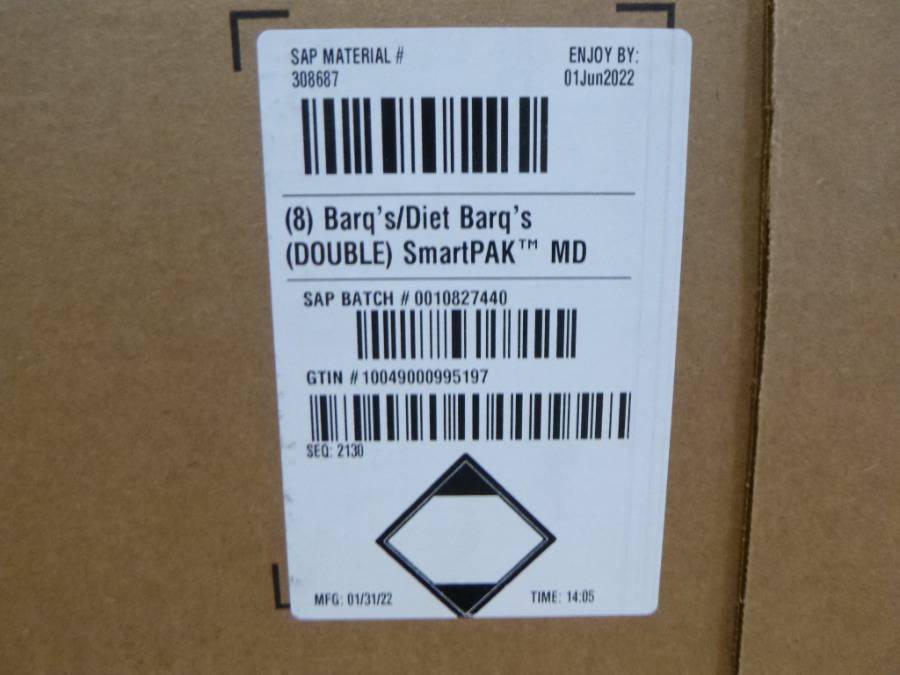 SAP MATERIAL #
308687
ENJOY BY:
01Jun2022
(8) Barq's/Diet Barq's
(DOUBLE) SmartPAK™ MD
SAP BATCH # 0010827440
GTIN # 10049000995197
SEQ: 2130
MFG: 01/31/22
TIME: 14:05